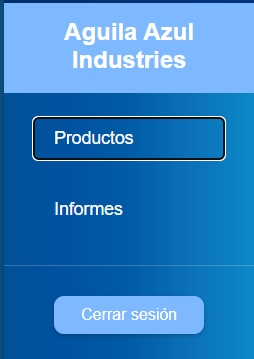 Aguila Azul
Industries
Productos
Informes
Cerrar sesión